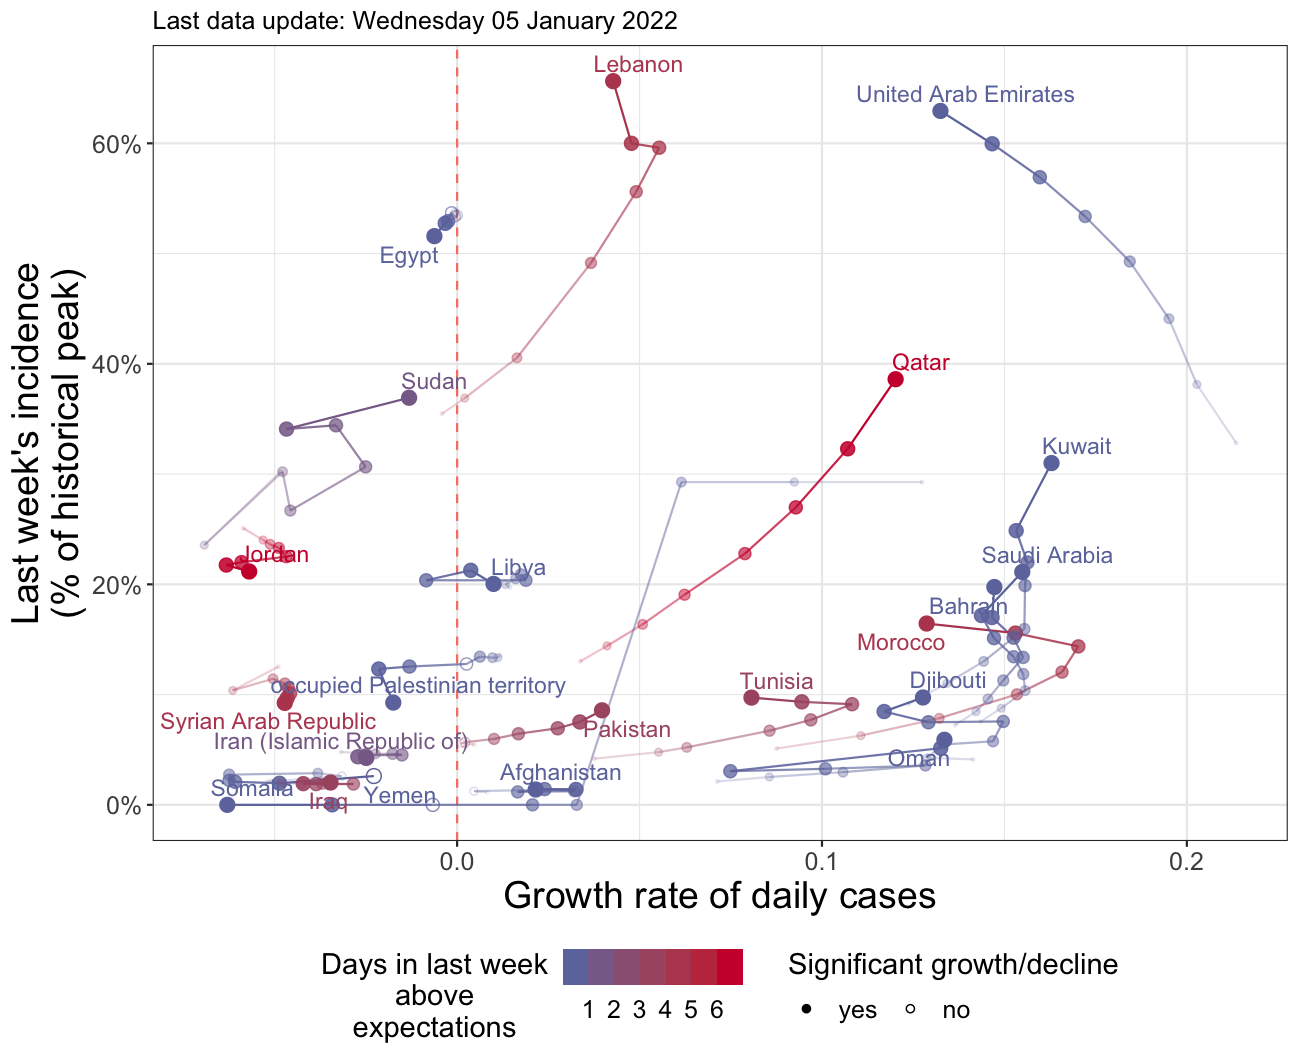 Last data update: Wednesday 05 January 2022
Last week's incidence
(% of historical peak)
60%
40%
20%
0%
Lebanon
United Arab Emirates
Egypt
Sudan
Qatar
Kuwait
Jordan
Libya
Saudi Arabia
Bahrain
Morocco
occupied Palestinian territory
Tunisia
Djibouti
Syrian Arab Republic
Pakistan
Iran (Islamic Republic of)
Oman
Afghanistan
Somalia
Iraq
Yemen
0.0
0.1
0.2
Growth rate of daily cases
Days in last week
above
expectations
1 2 3 4 5 6
Significant growth/decline
yes
no